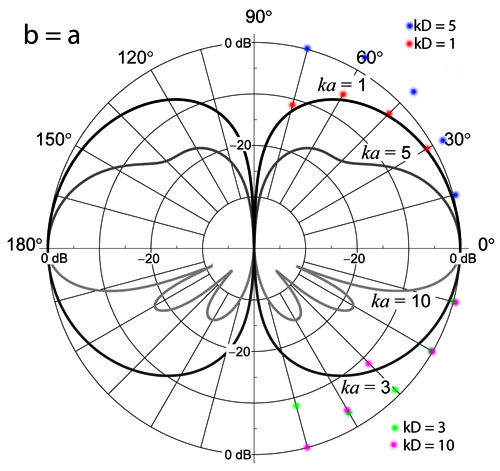 b = a
90°
kD = 5
kD = 1
0 dB
120°
60°
ka = 1
150°
30°
ka = 5
−20
180°
0°
0 dB
−20
−20
0 dB
ka = 10
−20
ka = 3
kD = 3
kD = 10
0 dB